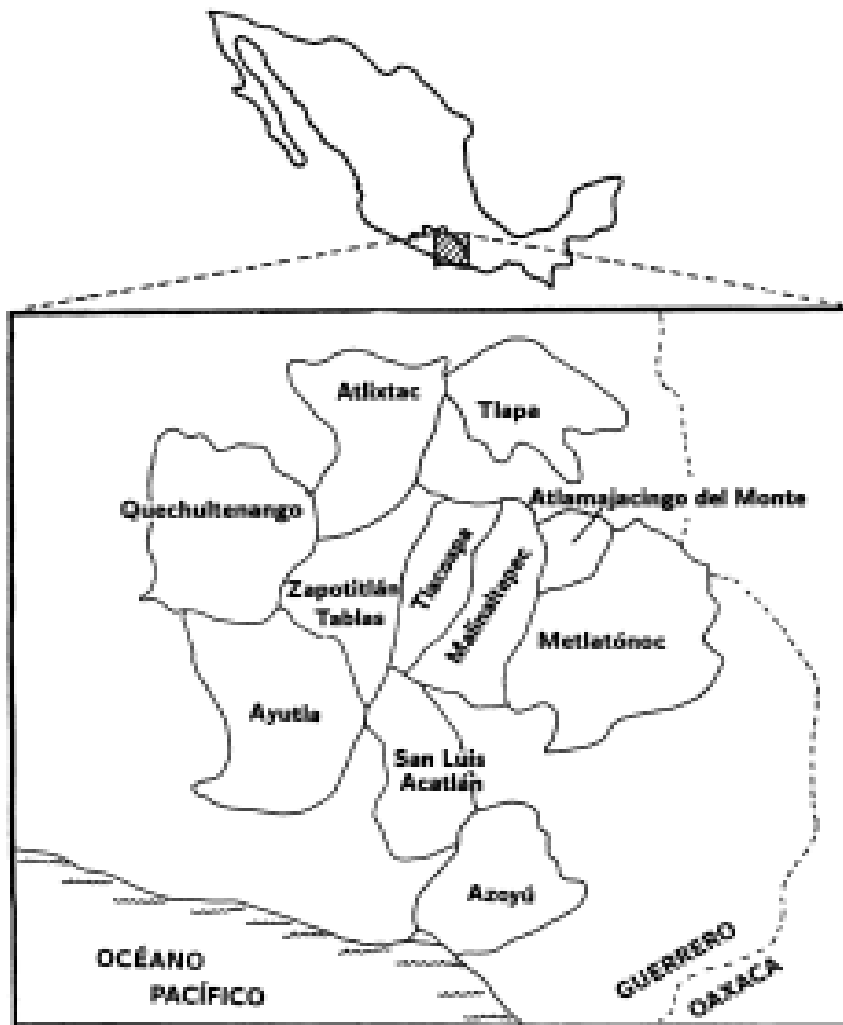 Atlixtac
Tlapa
Quechultenango
Atlamajacingo del Monte
Zapotitlán
Tablas
Tlacoapa
Malinaltepec
Metlatónoc
Ayutla
San Luis
Acatlán
Azoyú
OCÉANO
PACÍFICO
GUERRERO
OAXACA